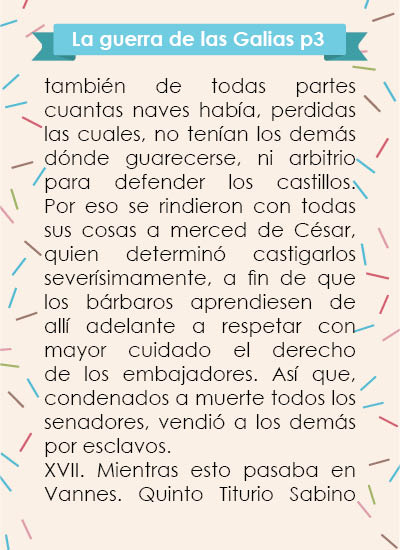 La guerra de las Galias p3
también de todas partes
cuantas naves había, perdidas
las cuales, no tenían los demás
dónde guarecerse, ni arbitrio
para defender los castillos.
Por eso se rindieron con todas
sus cosas a merced de César,
quien determinó castigarlos
severísimamente, a fin de que
los bárbaros aprendiesen de
allí adelante a respetar con
mayor cuidado el derecho
de los embajadores. Así que,
condenados a muerte todos los
senadores, vendió a los demás
por esclavos.
XVII. Mientras esto pasaba en
Vannes. Quinto Titurio Sabino